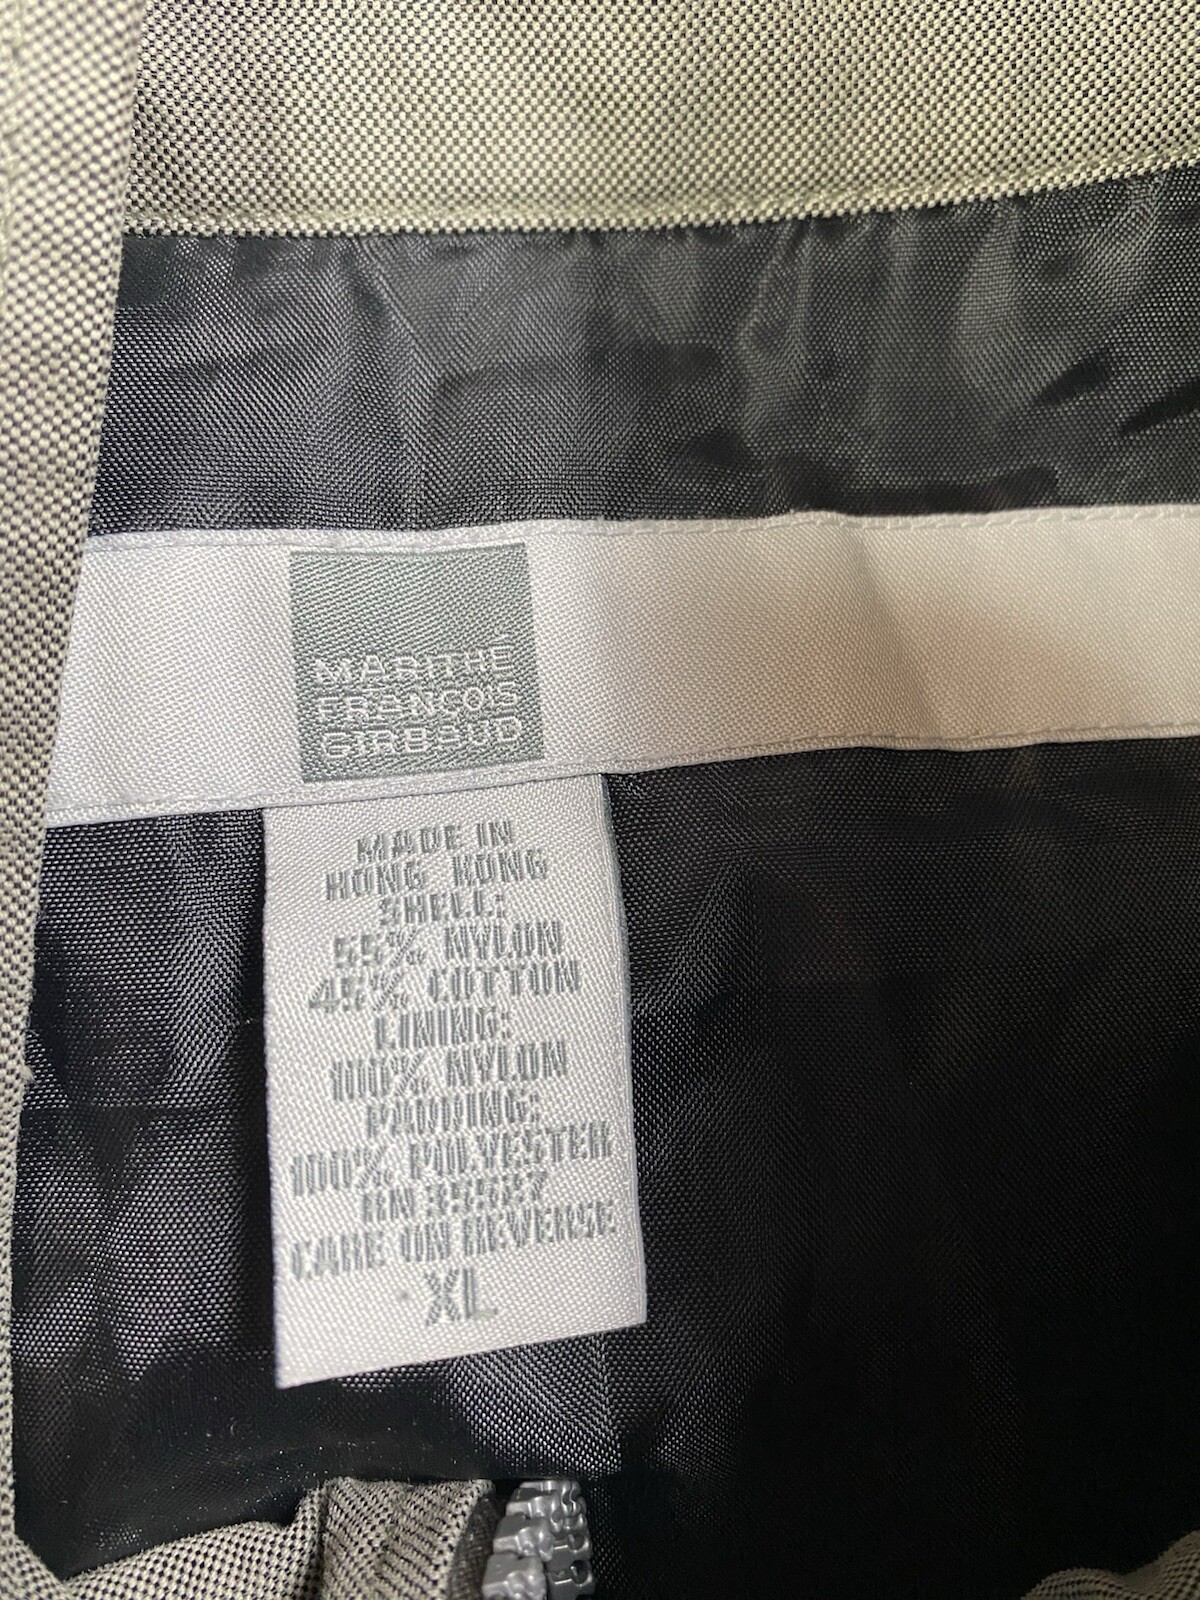 MARITHÉ
FRANÇOIS
GIRBAUD
MADE IN
HONG KONG
SHELL:
55% NYLON
45% COTTON
LINING:
100% NYLON
PADDING:
100% POLYESTER
RN
CARE ON REVERSE
XL